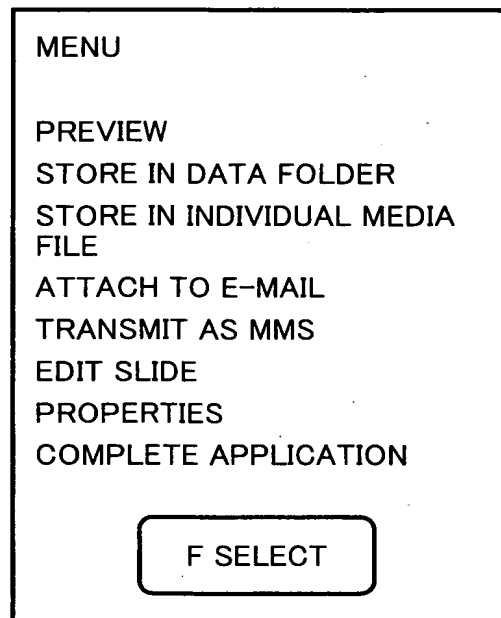 MENU
PREVIEW
STORE IN DATA FOLDER
STORE IN INDIVIDUAL MEDIA
FILE
ATTACH TO E-MAIL
TRANSMIT AS MMS
EDIT SLIDE
PROPERTIES
COMPLETE APPLICATION
F SELECT